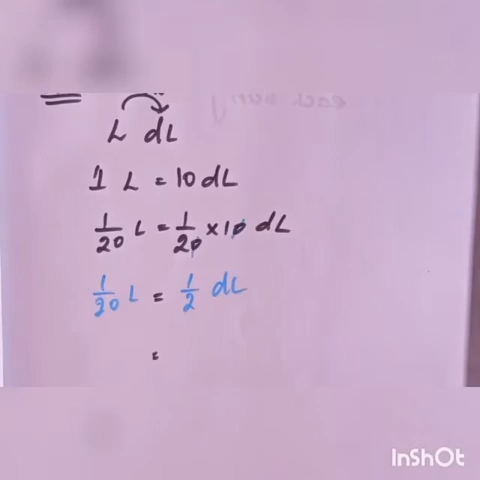 L dL
1 L = 10 dL
1/20 L = 1/20 × 10 dL
1/20 L = 1/2 dL
=
InShOt